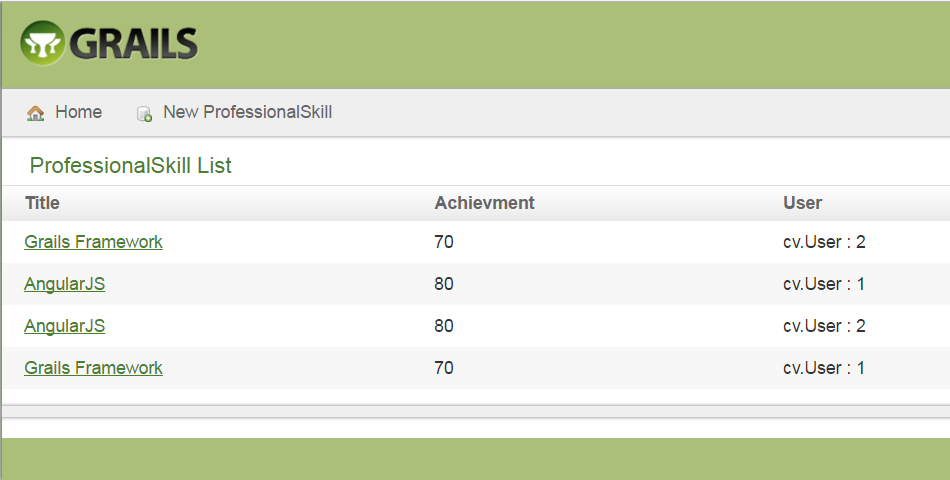 GRAILS
Home New ProfessionalSkill
ProfessionalSkill List
Title Achievment User
Grails Framework 70 cv.User : 2
AngularJS 80 cv.User : 1
AngularJS 80 cv.User : 2
Grails Framework 70 cv.User : 1